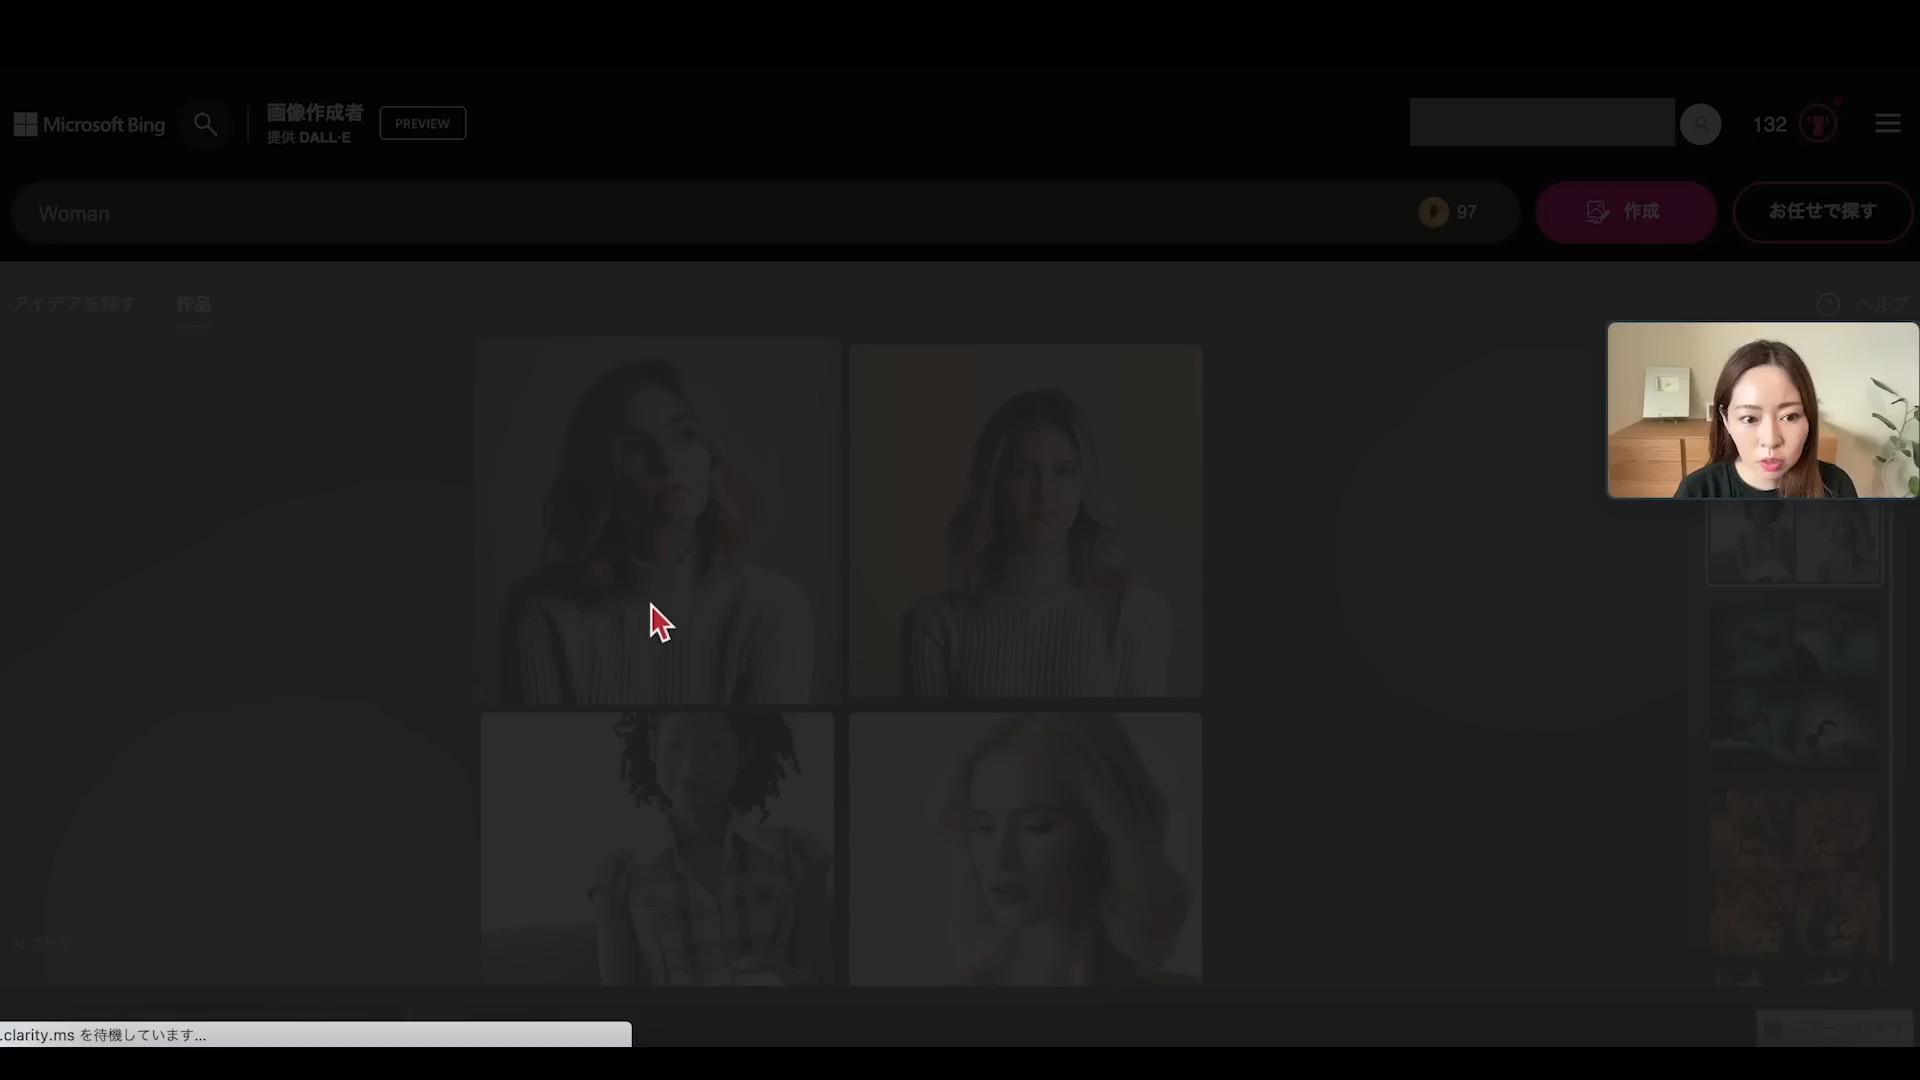 Microsoft Bing
画像作成者
提供 DALL·E
PREVIEW
132
Woman
97
作成
お任せで探す
アイデアを探す
作品
ヘルプ
.clarity.ms を待機しています...